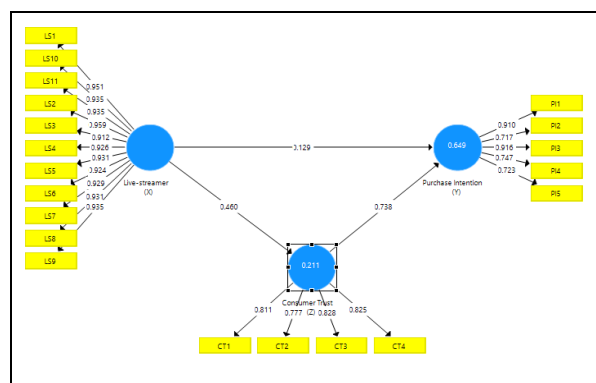 LS1
LS10
LS11
LS2
LS3
LS4
LS5
LS6
LS7
LS8
LS9
0.951
0.935
0.935
0.959
0.912
0.926
0.931
0.924
0.929
0.931
0.935
Live-streamer
(X)
0.129
0.460
0.738
0.649
Purchase Intention
(Y)
0.910
0.717
0.916
0.747
0.723
PI1
PI2
PI3
PI4
PI5
0.211
Consumer Trust
(Z)
0.811
0.777
0.828
0.825
CT1
CT2
CT3
CT4